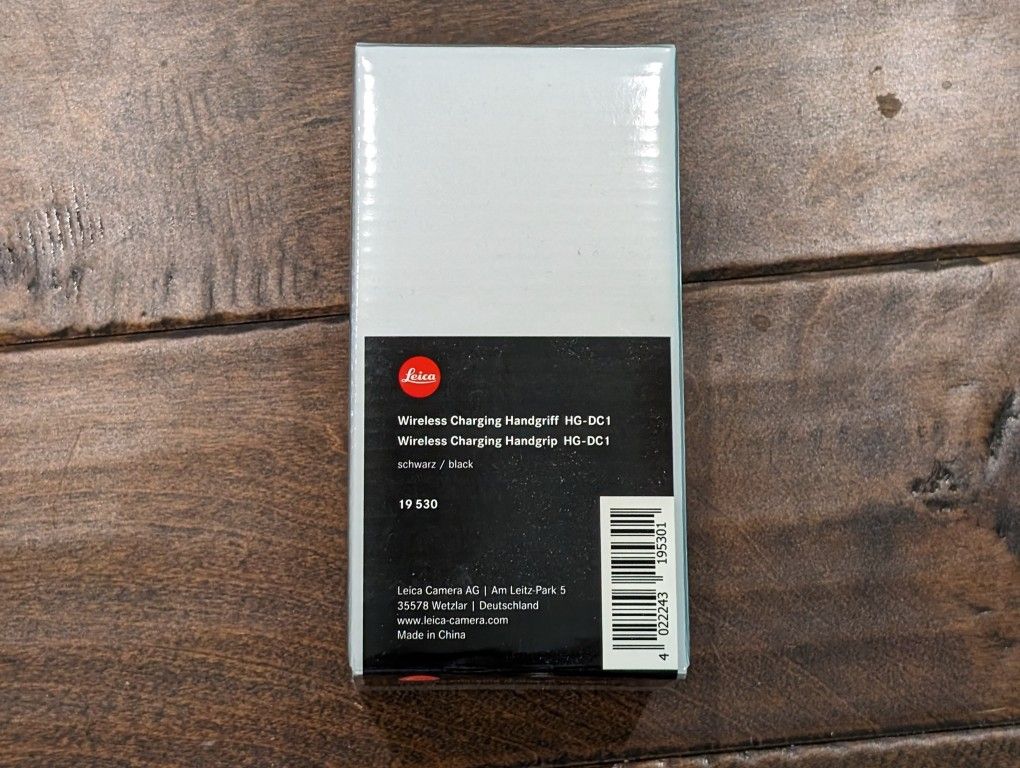 Leica
Wireless Charging Handgriff HG-DC1
Wireless Charging Handgrip HG-DC1
schwarz / black
19 530
Leica Camera AG | Am Leitz-Park 5
35578 Wetzlar | Deutschland
www.leica-camera.com
Made in China
4 022243 195301